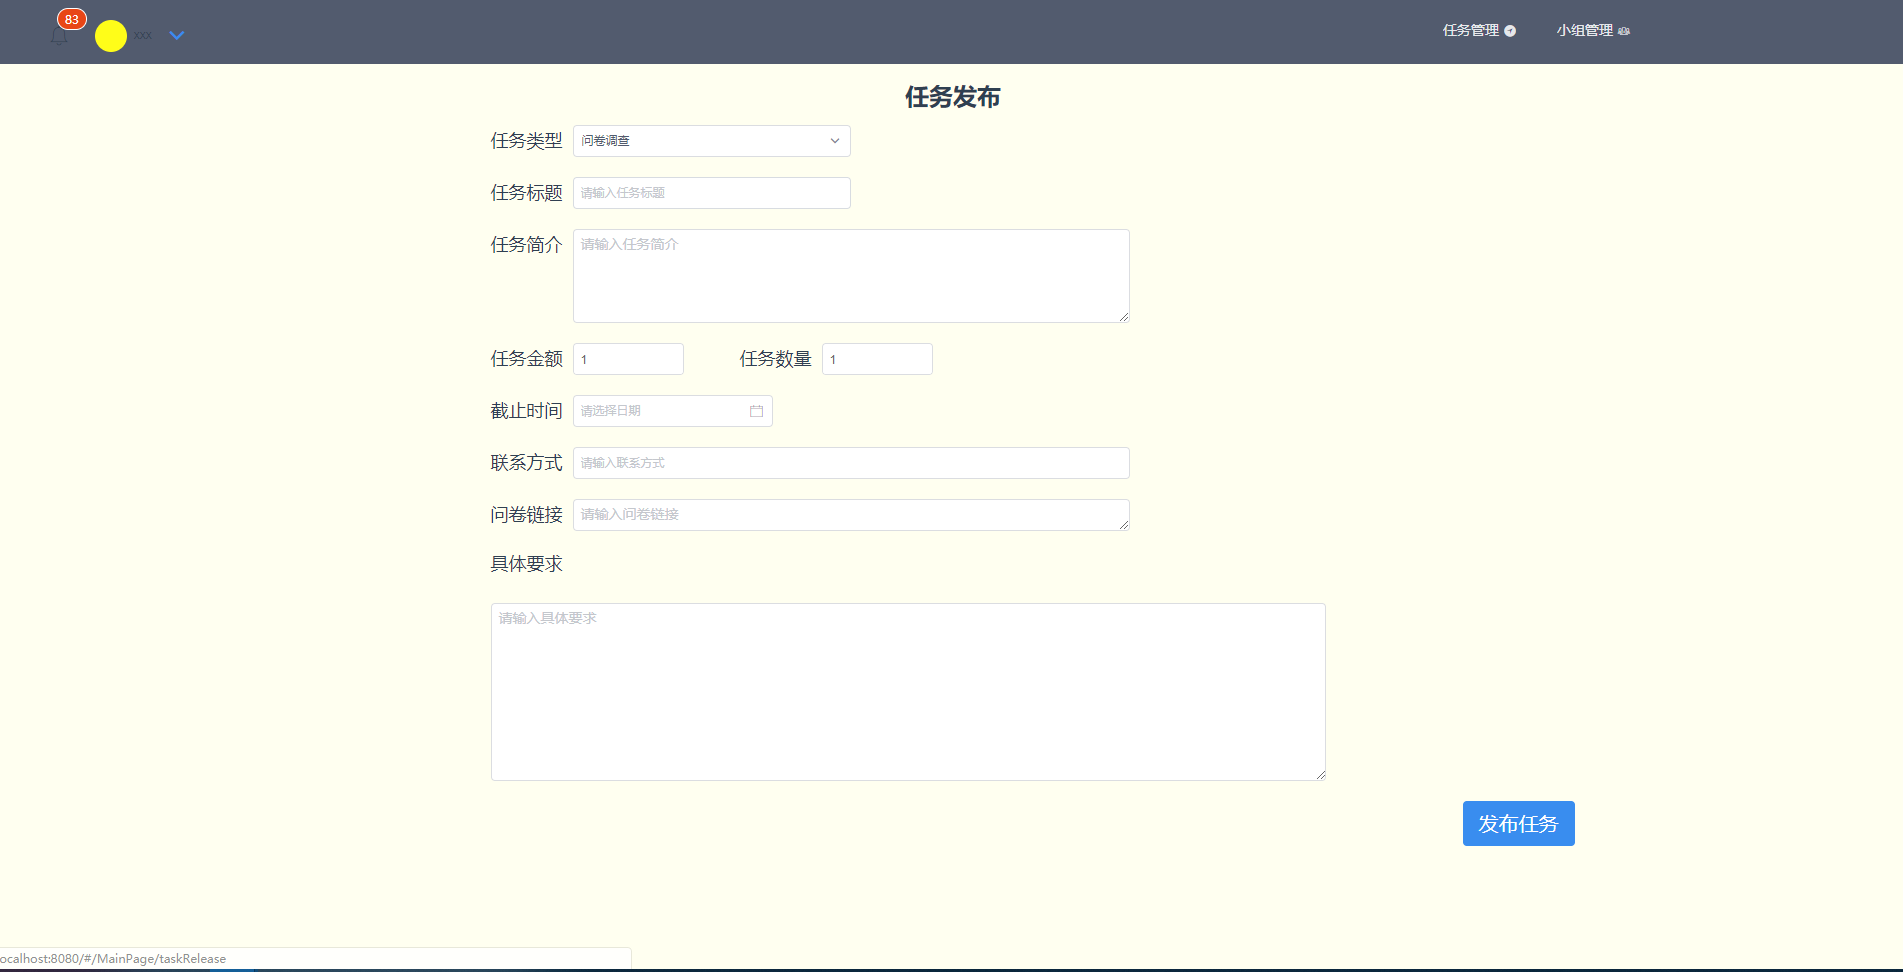 83
xxx
任务管理
小组管理
任务发布
任务类型 问卷调查
任务标题 请输入任务标题
任务简介 请输入任务简介
任务金额 1 任务数量 1
截止时间 请选择日期
联系方式 请输入联系方式
问卷链接 请输入问卷链接
具体要求
请输入具体要求
发布任务
ocalhost:8080/#/MainPage/taskRelease